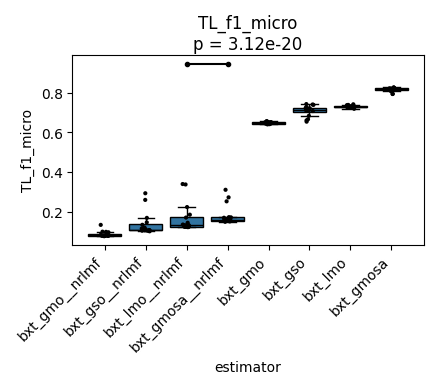 TL_f1_micro
p = 3.12e-20
TL_f1_micro
0.8
0.6
0.4
0.2
bxt_gmo__nrlmf
bxt_gso__nrlmf
bxt_lmo__nrlmf
bxt_gmosa__nrlmf
bxt_gmo
bxt_gso
bxt_lmo
bxt_gmosa
estimator